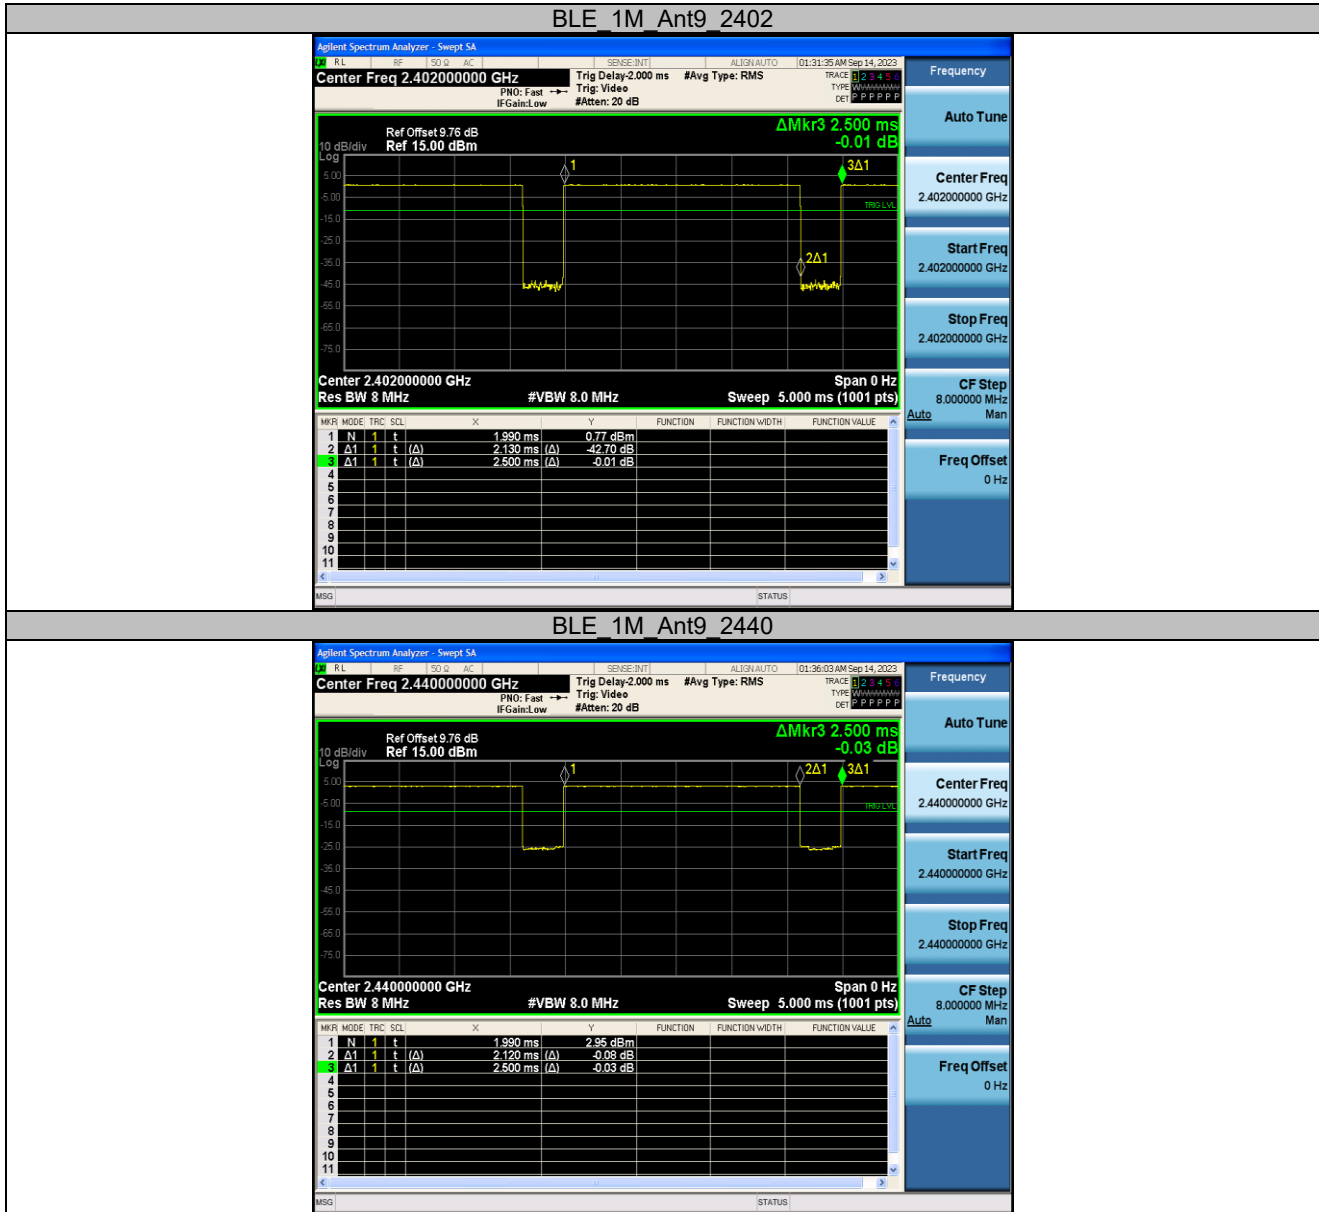 BLE_1M_Ant9_2402
Agilent Spectrum Analyzer - Swept SA
RL RF 50 Ω AC SENSE:INT ALIGNAUTO 01:31:35 AM Sep 14, 2023
Center Freq 2.402000000 GHz
PNO: Fast
IFGain:Low
Trig Delay-2.000 ms
Trig: Video
#Atten: 20 dB
#Avg Type: RMS
TRACE 1 2 3 4 5 6
TYPE
DET P P P P P P
ΔMkr3 2.500 ms
-0.01 dB
Ref Offset 9.76 dB
10 dB/div Ref 15.00 dBm
Log
1
3Δ1
5.00
-5.00
TRIG LVL
-15.0
-25.0
2Δ1
-35.0
-45.0
-55.0
-65.0
-75.0
Center 2.402000000 GHz Span 0 Hz
Res BW 8 MHz #VBW 8.0 MHz Sweep 5.000 ms (1001 pts)
MKR MODE TRC SCL X Y FUNCTION FUNCTION WIDTH FUNCTION VALUE
1 N 1 t 1.990 ms 0.77 dBm
2 Δ1 1 t (Δ) 2.130 ms (Δ) -42.70 dB
3 Δ1 1 t (Δ) 2.500 ms (Δ) -0.01 dB
4
5
6
7
8
9
10
11
MSG STATUS
Frequency
Auto Tune
Center Freq
2.402000000 GHz
Start Freq
2.402000000 GHz
Stop Freq
2.402000000 GHz
CF Step
8.000000 MHz
Auto Man
Freq Offset
0 Hz
BLE_1M_Ant9_2440
Agilent Spectrum Analyzer - Swept SA
RL RF 50 Ω AC SENSE:INT ALIGNAUTO 01:36:03 AM Sep 14, 2023
Center Freq 2.440000000 GHz
PNO: Fast
IFGain:Low
Trig Delay-2.000 ms
Trig: Video
#Atten: 20 dB
#Avg Type: RMS
TRACE 1 2 3 4 5 6
TYPE
DET P P P P P P
ΔMkr3 2.500 ms
-0.03 dB
Ref Offset 9.76 dB
10 dB/div Ref 15.00 dBm
Log
1
2Δ1 3Δ1
5.00
-5.00
TRIG LVL
-15.0
-25.0
-35.0
-45.0
-55.0
-65.0
-75.0
Center 2.440000000 GHz Span 0 Hz
Res BW 8 MHz #VBW 8.0 MHz Sweep 5.000 ms (1001 pts)
MKR MODE TRC SCL X Y FUNCTION FUNCTION WIDTH FUNCTION VALUE
1 N 1 t 1.990 ms 2.95 dBm
2 Δ1 1 t (Δ) 2.120 ms (Δ) -0.08 dB
3 Δ1 1 t (Δ) 2.500 ms (Δ) -0.03 dB
4
5
6
7
8
9
10
11
MSG STATUS
Frequency
Auto Tune
Center Freq
2.440000000 GHz
Start Freq
2.440000000 GHz
Stop Freq
2.440000000 GHz
CF Step
8.000000 MHz
Auto Man
Freq Offset
0 Hz